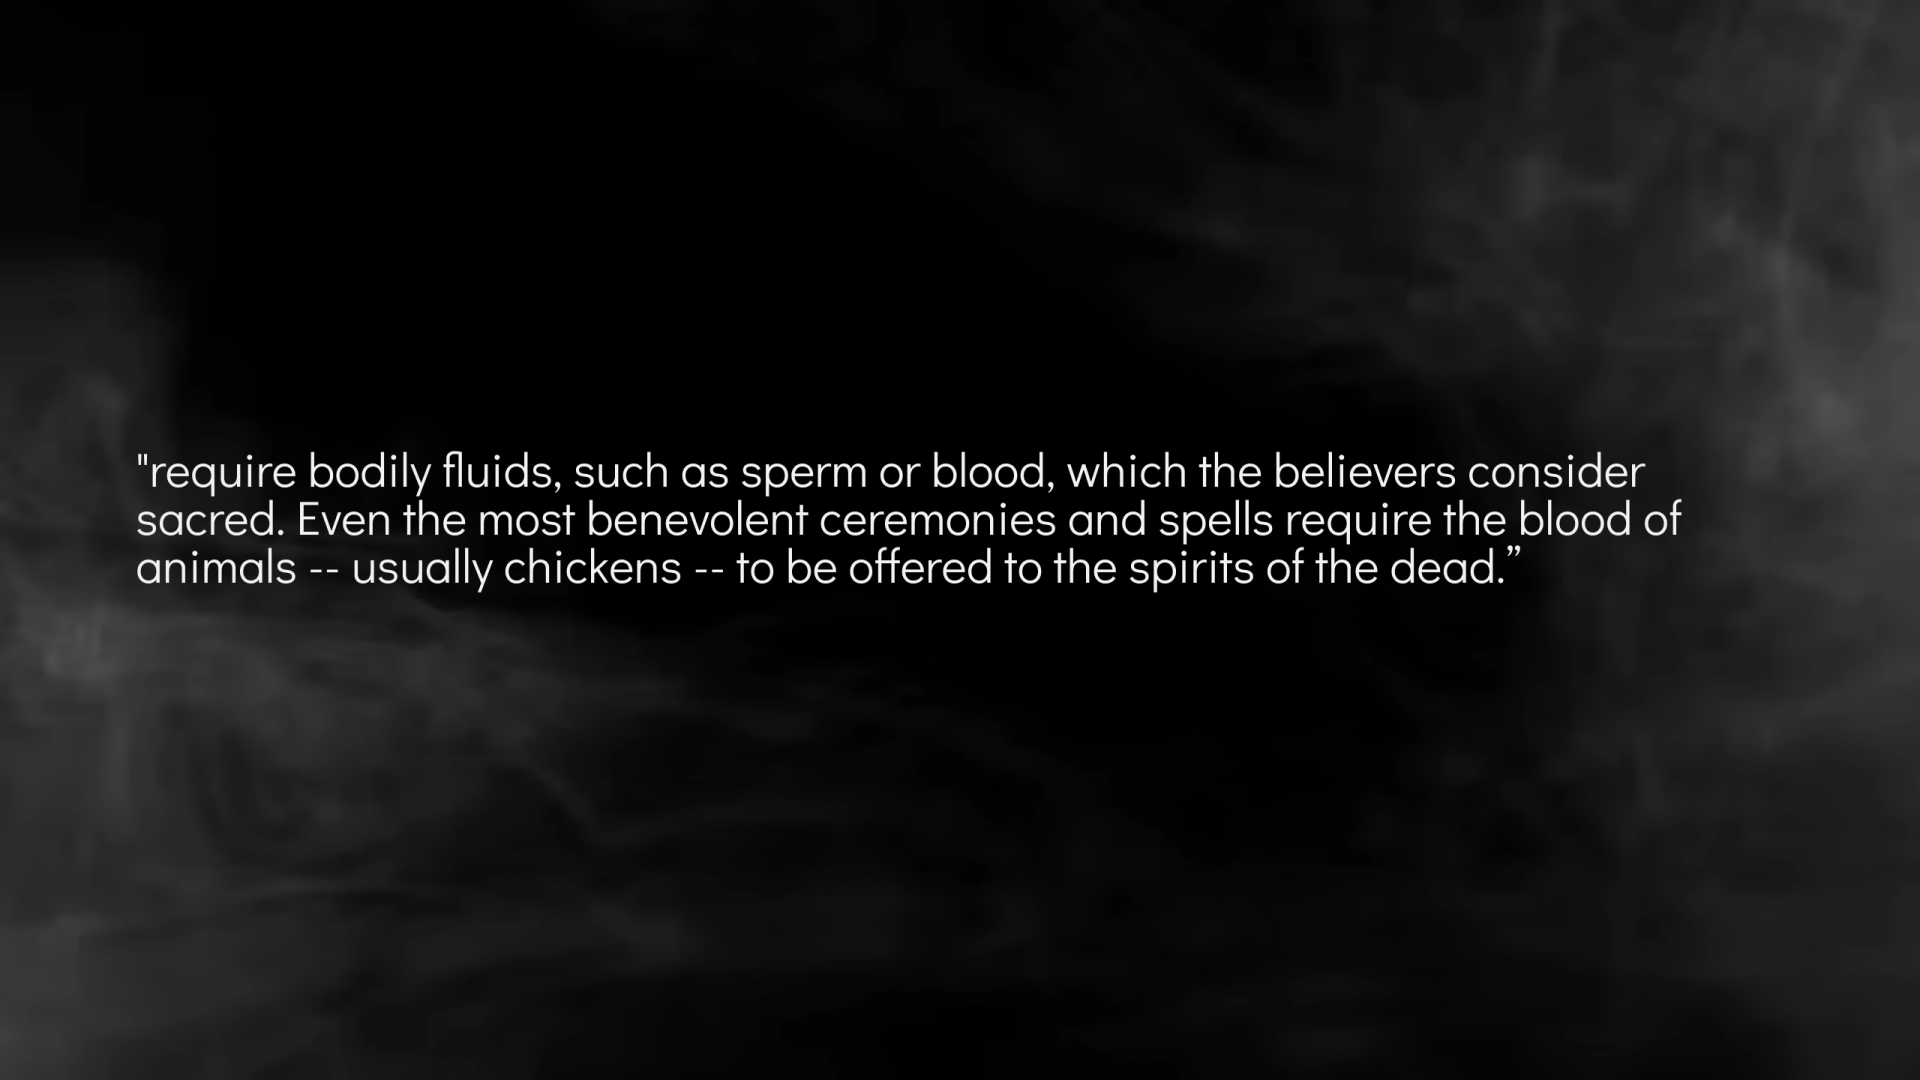 "require bodily fluids, such as sperm or blood, which the believers consider
sacred. Even the most benevolent ceremonies and spells require the blood of
animals -- usually chickens -- to be offered to the spirits of the dead.”